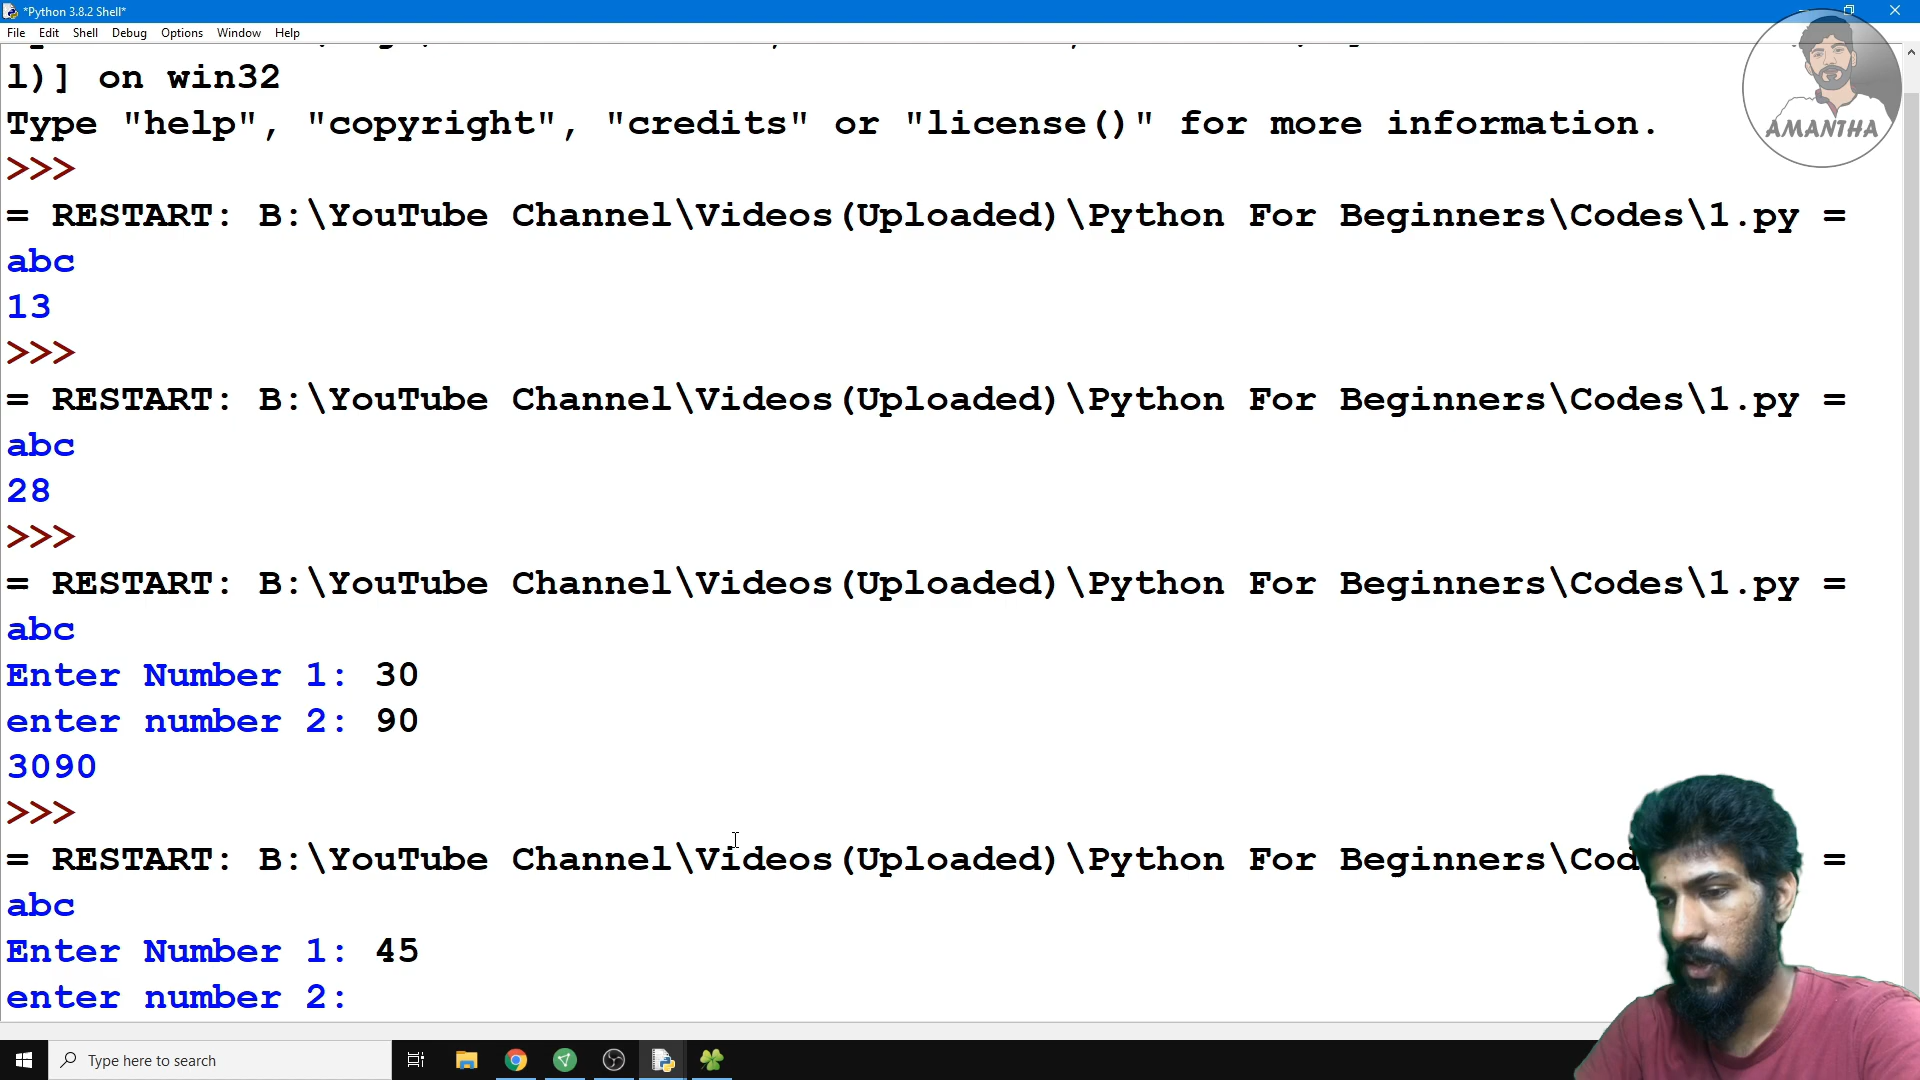 *Python 3.8.2 Shell*
File Edit Shell Debug Options Window Help
l)] on win32
Type "help", "copyright", "credits" or "license()" for more information.
>>>
= RESTART: B:\YouTube Channel\Videos(Uploaded)\Python For Beginners\Codes\1.py =
abc
13
>>>
= RESTART: B:\YouTube Channel\Videos(Uploaded)\Python For Beginners\Codes\1.py =
abc
28
>>>
= RESTART: B:\YouTube Channel\Videos(Uploaded)\Python For Beginners\Codes\1.py =
abc
Enter Number 1: 30
enter number 2: 90
3090
>>>
= RESTART: B:\YouTube Channel\Videos(Uploaded)\Python For Beginners\Cod =
abc
Enter Number 1: 45
enter number 2:
AMANTHA
Type here to search